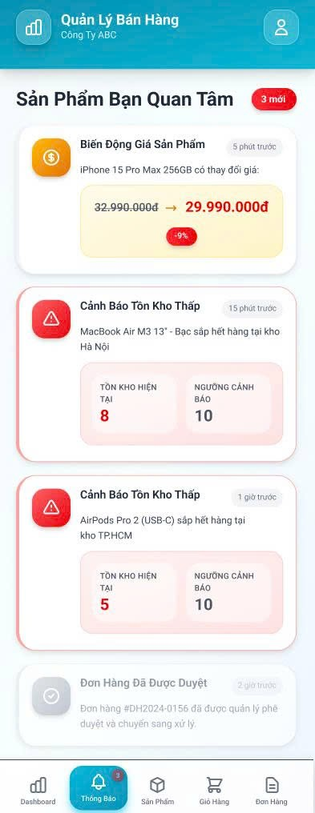 Quản Lý Bán Hàng
Công Ty ABC
Sản Phẩm Bạn Quan Tâm
3 mới
Biến Động Giá Sản Phẩm
5 phút trước
iPhone 15 Pro Max 256GB có thay đổi giá:
32.990.000đ → 29.990.000đ
-9%
Cảnh Báo Tồn Kho Thấp
15 phút trước
MacBook Air M3 13" - Bạc sắp hết hàng tại kho
Hà Nội
TỒN KHO HIỆN
TẠI
8
NGƯỠNG CẢNH
BÁO
10
Cảnh Báo Tồn Kho Thấp
1 giờ trước
AirPods Pro 2 (USB-C) sắp hết hàng tại
kho TP.HCM
TỒN KHO HIỆN
TẠI
5
NGƯỠNG CẢNH
BÁO
10
Đơn Hàng Đã Được Duyệt
2 giờ trước
Đơn hàng #DH2024-0156 đã được quản lý phê
duyệt và chuyển sang xử lý.
Dashboard
3
Thông Báo
Sản Phẩm
Giỏ Hàng
Đơn Hàng